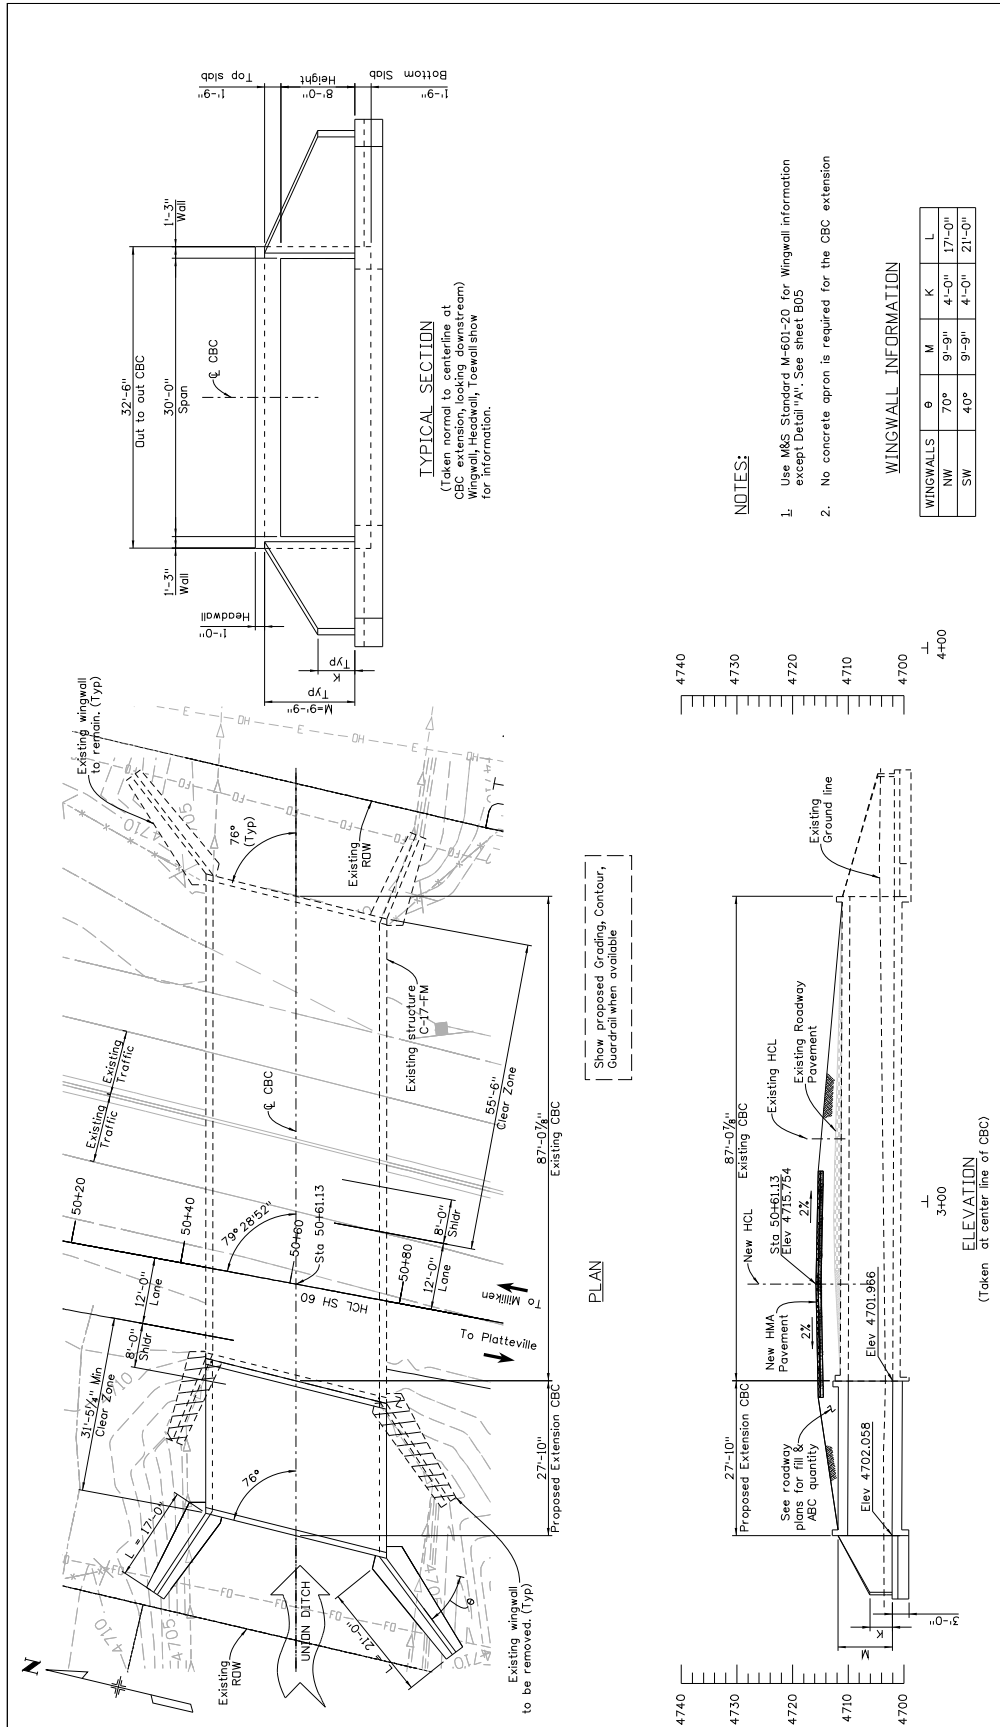 N
Existing
ROW
4710
4705
Existing wingwall
to be removed. (Typ)
UNION DITCH
L = 17'-0"
L = 21'-0"
θ
76°
31'-5¼" Min
Clear Zone
8'-0"
Shldr
12'-0"
Lane
50+20
50+40
79° 28'52"
50+60
Sta 50+61.13
50+80
HCL SH 60
12'-0"
Lane
8'-0"
Shldr
To Milliken
To Platteville
Existing
Traffic
Existing
Traffic
℄ CBC
55'-6"
Clear Zone
Existing structure
C-17-FM
76°
(Typ)
Existing
ROW
Existing wingwall
to remain. (Typ)
4710
27'-10"
Proposed Extension CBC
87'-0⅞"
Existing CBC
PLAN
Show proposed Grading, Contour,
Guardrail when available
32'-6"
Out to out CBC
30'-0"
Span
1'-3"
Wall
1'-3"
Wall
℄ CBC
1'-0"
Headwall
K
Typ
M=9'-9"
Typ
1'-9"
Top slab
8'-0"
Height
1'-9"
Bottom Slab
TYPICAL SECTION
(Taken normal to centerline at
CBC extension, looking downstream)
Wingwall, Headwall, Toewall show
for information.
4740
4730
4720
4710
4700
M
K
3'-0"
27'-10"
Proposed Extension CBC
87'-0⅞"
Existing CBC
See roadway
plans for fill &
ABC quantity
Elev 4702.058
Elev 4701.966
New HMA
Pavement
2%
2%
New HCL
Sta 50+61.13
Elev 4715.754
Existing HCL
Existing Roadway
Pavement
Existing
Ground line
4740
4730
4720
4710
4700
3+00
4+00
ELEVATION
(Taken at center line of CBC)
NOTES:
1. Use M&S Standard M-601-20 for Wingwall information
except Detail "A". See sheet B05
2. No concrete apron is required for the CBC extension
WINGWALL INFORMATION
WINGWALLS θ M K L
NW 70° 9'-9" 4'-0" 17'-0"
SW 40° 9'-9" 4'-0" 21'-0"